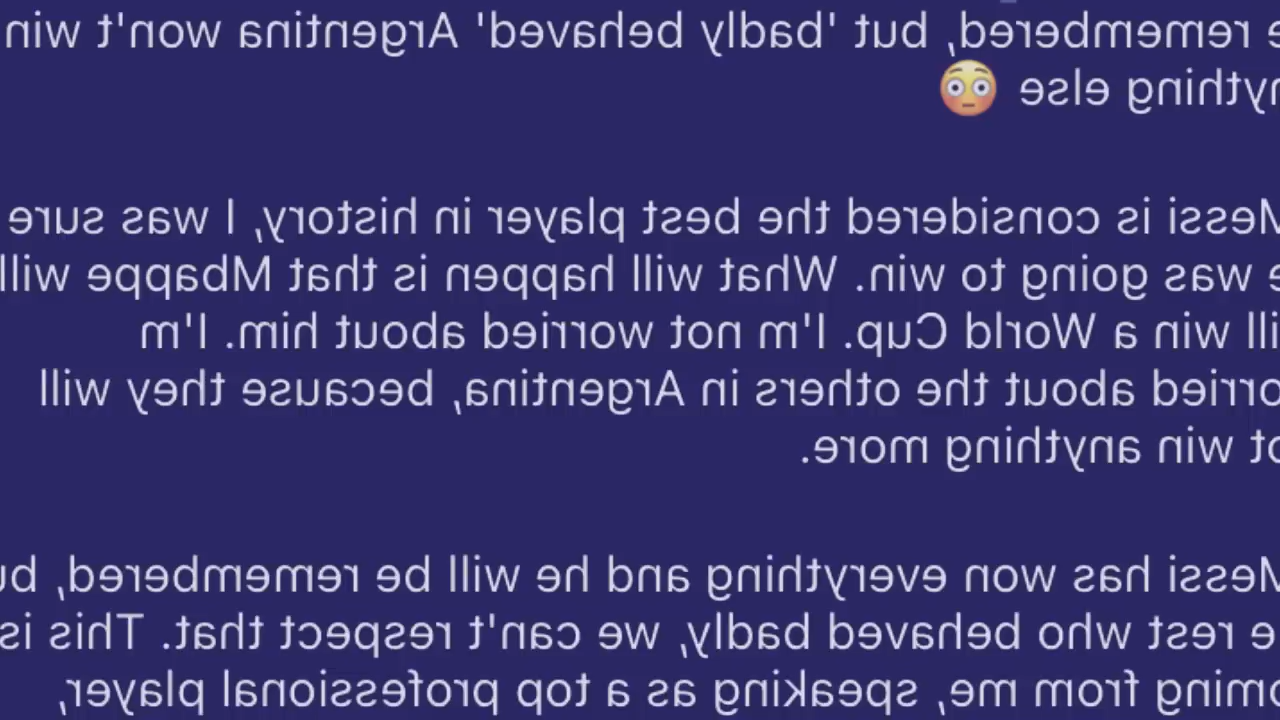 remembered, but 'badly behaved' Argentina won't win
else 😳
is considered the best player in history, I was sure
was going to win. What will happen is that Mbappe will
win a World Cup. I'm not worried about him. I'm
about the others in Argentina, because they will
win anything more.
has won everything and he will be remembered,
rest who behaved badly, we can't respect that. This is
from me, speaking as a top professional player,